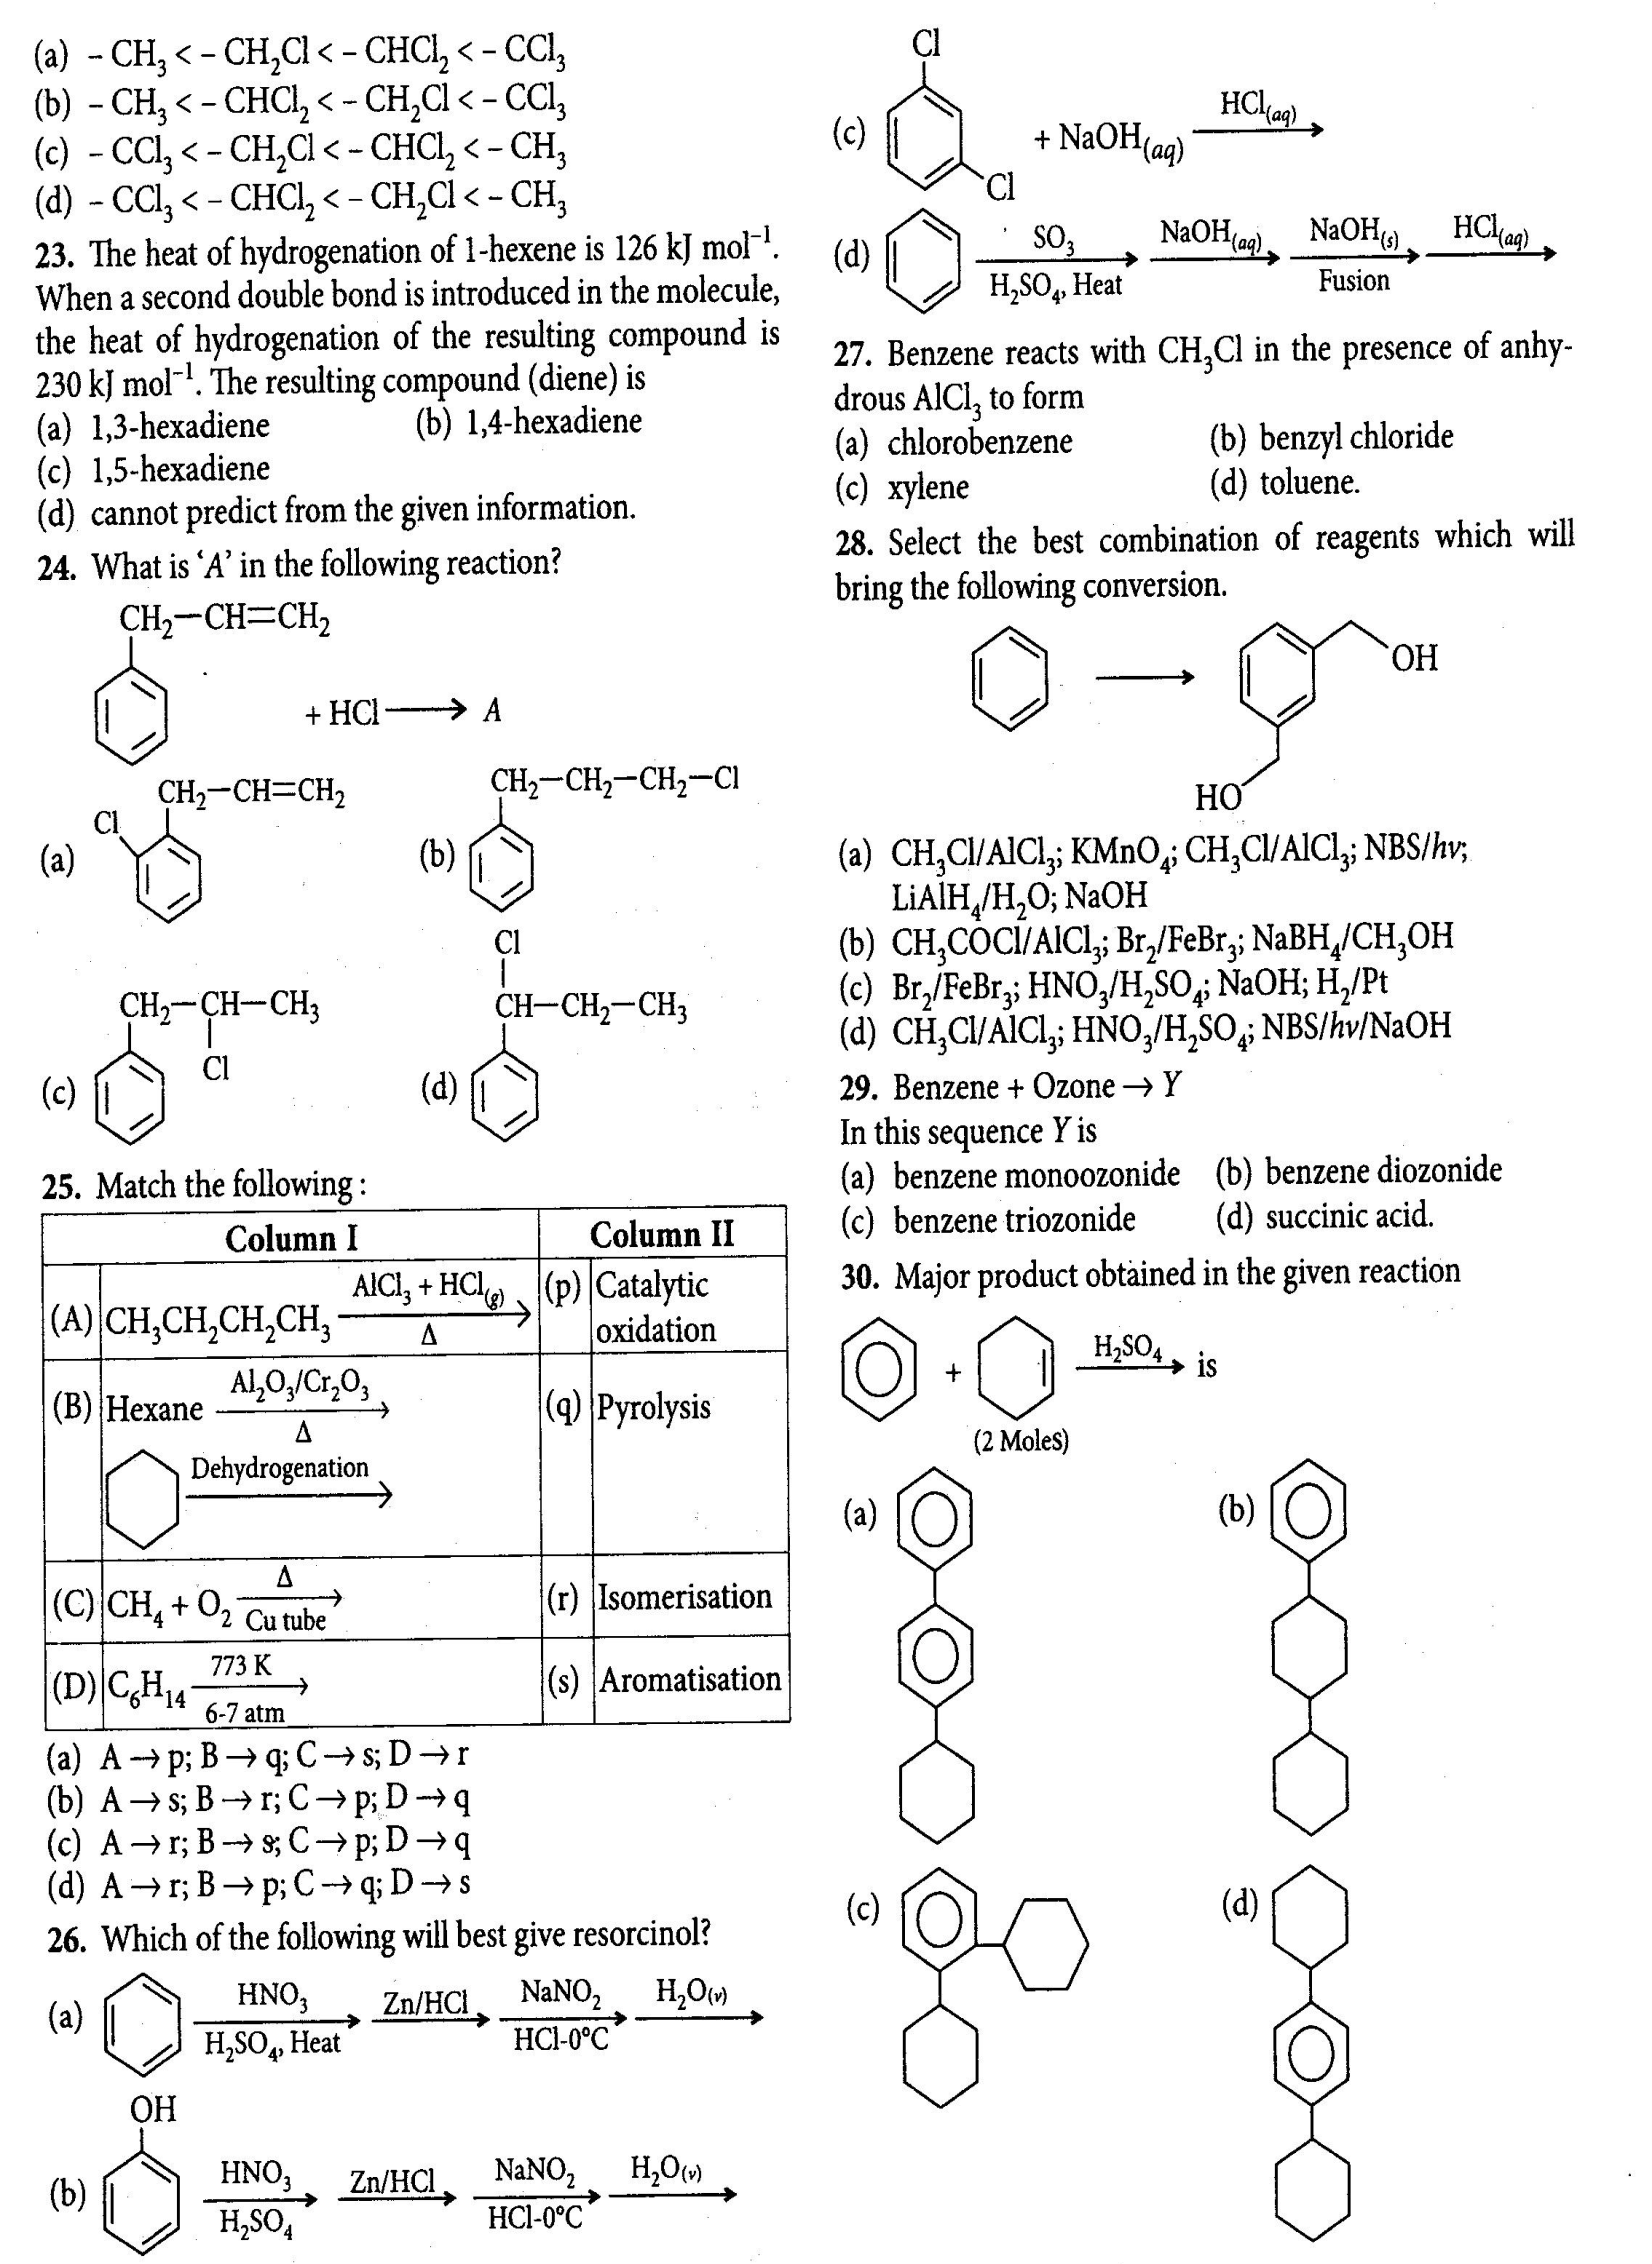 (a) – CH₃ < – CH₂Cl < – CHCl₂ < – CCl₃
(b) – CH₃ < – CHCl₂ < – CH₂Cl < – CCl₃
(c) – CCl₃ < – CH₂Cl < – CHCl₂ < – CH₃
(d) – CCl₃ < – CHCl₂ < – CH₂Cl < – CH₃
23. The heat of hydrogenation of 1-hexene is 126 kJ mol⁻¹.
When a second double bond is introduced in the molecule,
the heat of hydrogenation of the resulting compound is
230 kJ mol⁻¹. The resulting compound (diene) is
(a) 1,3-hexadiene (b) 1,4-hexadiene
(c) 1,5-hexadiene
(d) cannot predict from the given information.
24. What is ‘A’ in the following reaction?
CH₂—CH=CH₂
+ HCl ⟶ A
CH₂—CH=CH₂ CH₂—CH₂—CH₂—Cl
Cl
(a) (b)
Cl
CH₂—CH—CH₃ CH—CH₂—CH₃
Cl
(c) (d)
25. Match the following :
Column I Column II
(A) CH₃CH₂CH₂CH₃ AlCl₃ + HCl(g) Δ → (p) Catalytic
oxidation
(B) Hexane Al₂O₃/Cr₂O₃ Δ → (q) Pyrolysis
Dehydrogenation →
(C) CH₄ + O₂ Δ Cu tube → (r) Isomerisation
(D) C₆H₁₄ 773 K 6-7 atm → (s) Aromatisation
(a) A → p; B → q; C → s; D → r
(b) A → s; B → r; C → p; D → q
(c) A → r; B → s; C → p; D → q
(d) A → r; B → p; C → q; D → s
26. Which of the following will best give resorcinol?
(a) HNO₃ H₂SO₄, Heat → Zn/HCl → NaNO₂ HCl-0°C → H₂O(v) →
OH
(b) HNO₃ H₂SO₄ → Zn/HCl → NaNO₂ HCl-0°C → H₂O(v) →
Cl
(c) + NaOH(aq) HCl(aq) →
Cl
(d) SO₃ H₂SO₄, Heat → NaOH(aq) → NaOH(s) Fusion → HCl(aq) →
27. Benzene reacts with CH₃Cl in the presence of anhy-
drous AlCl₃ to form
(a) chlorobenzene (b) benzyl chloride
(c) xylene (d) toluene.
28. Select the best combination of reagents which will
bring the following conversion.
→ OH
HO
(a) CH₃Cl/AlCl₃; KMnO₄; CH₃Cl/AlCl₃; NBS/hv;
LiAlH₄/H₂O; NaOH
(b) CH₃COCl/AlCl₃; Br₂/FeBr₃; NaBH₄/CH₃OH
(c) Br₂/FeBr₃; HNO₃/H₂SO₄; NaOH; H₂/Pt
(d) CH₃Cl/AlCl₃; HNO₃/H₂SO₄; NBS/hv/NaOH
29. Benzene + Ozone → Y
In this sequence Y is
(a) benzene monoozonide (b) benzene diozonide
(c) benzene triozonide (d) succinic acid.
30. Major product obtained in the given reaction
+ H₂SO₄ → is
(2 Moles)
(a) (b)
(c) (d)